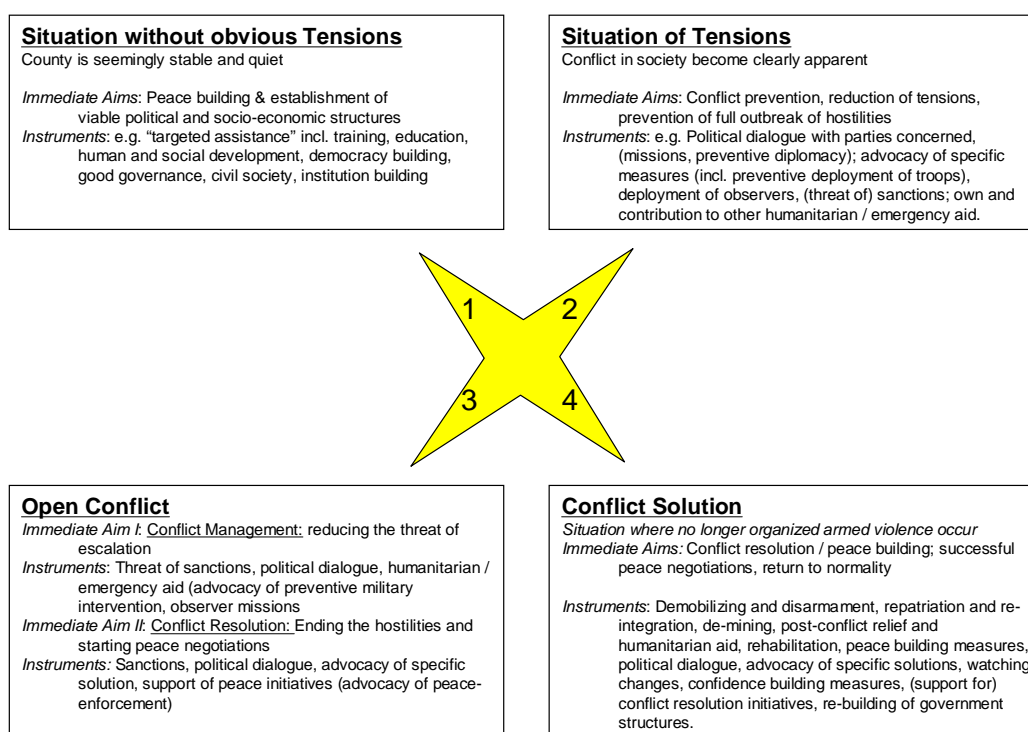 Situation without obvious Tensions
County is seemingly stable and quiet
Immediate Aims: Peace building & establishment of
viable political and socio-economic structures
Instruments: e.g. “targeted assistance” incl. training, education,
human and social development, democracy building,
good governance, civil society, institution building
Situation of Tensions
Conflict in society become clearly apparent
Immediate Aims: Conflict prevention, reduction of tensions,
prevention of full outbreak of hostilities
Instruments: e.g. Political dialogue with parties concerned,
(missions, preventive diplomacy); advocacy of specific
measures (incl. preventive deployment of troops),
deployment of observers, (threat of) sanctions; own and
contribution to other humanitarian / emergency aid.
1
2
3
4
Open Conflict
Immediate Aim I: Conflict Management: reducing the threat of
escalation
Instruments: Threat of sanctions, political dialogue, humanitarian /
emergency aid (advocacy of preventive military
intervention, observer missions
Immediate Aim II: Conflict Resolution: Ending the hostilities and
starting peace negotiations
Instruments: Sanctions, political dialogue, advocacy of specific
solution, support of peace initiatives (advocacy of peace-
enforcement)
Conflict Solution
Situation where no longer organized armed violence occur
Immediate Aims: Conflict resolution / peace building; successful
peace negotiations, return to normality
Instruments: Demobilizing and disarmament, repatriation and re-
integration, de-mining, post-conflict relief and
humanitarian aid, rehabilitation, peace building measures,
political dialogue, advocacy of specific solutions, watching
changes, confidence building measures, (support for)
conflict resolution initiatives, re-building of government
structures.